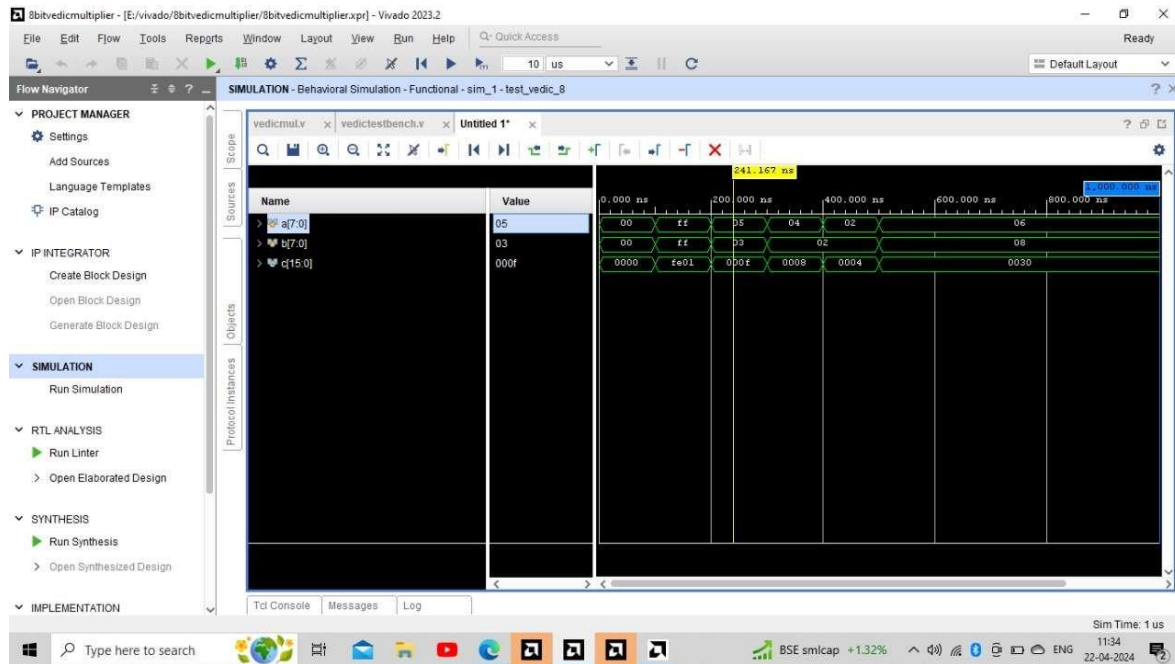 8bitvedicmultiplier - [E:/vivado/8bitvedicmultiplier/8bitvedicmultiplier.xpr] - Vivado 2023.2
File Edit Flow Tools Reports Window Layout View Run Help Quick Access
Ready
10 us
Default Layout
Flow Navigator
SIMULATION - Behavioral Simulation - Functional - sim_1 - test_vedic_8
PROJECT MANAGER
Settings
Add Sources
Language Templates
IP Catalog
IP INTEGRATOR
Create Block Design
Open Block Design
Generate Block Design
SIMULATION
Run Simulation
RTL ANALYSIS
Run Linter
Open Elaborated Design
SYNTHESIS
Run Synthesis
Open Synthesized Design
IMPLEMENTATION
Scope
Sources
Objects
Protocol Instances
vedicmul.v vedictestbench.v Untitled 1*
241.167 ns
1,000.000 ns
Name Value 0.000 ns 200.000 ns 400.000 ns 600.000 ns 800.000 ns
a[7:0] 05 00 ff 05 04 02 06
b[7:0] 03 00 ff 03 02 08
c[15:0] 000f 0000 fe01 000f 0008 0004 0030
Tcl Console Messages Log
Sim Time: 1 us
Type here to search
BSE smlcap +1.32%
ENG
11:34
22-04-2024
2